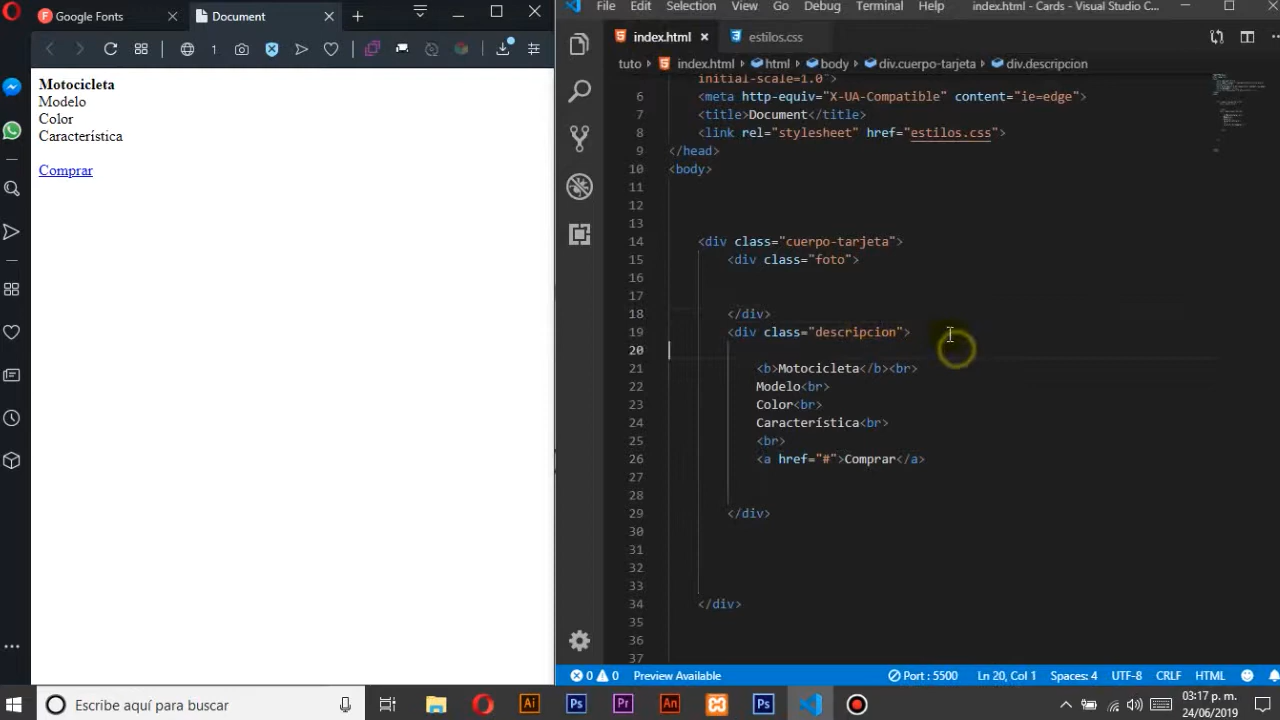 Google Fonts
Document
1
Motocicleta
Modelo
Color
Característica
Comprar
File Edit Selection View Go Debug Terminal Help index.html - Cards - Visual Studio C...
index.html
estilos.css
tuto > index.html > html > body > div.cuerpo-tarjeta > div.descripcion
initial-scale=1.0">
6 <meta http-equiv="X-UA-Compatible" content="ie=edge">
7 <title>Document</title>
8 <link rel="stylesheet" href="estilos.css">
9 </head>
10 <body>
11
12
13
14 <div class="cuerpo-tarjeta">
15 <div class="foto">
16
17
18 </div>
19 <div class="descripcion">
20
21 <b>Motocicleta</b><br>
22 Modelo<br>
23 Color<br>
24 Característica<br>
25 <br>
26 <a href="#">Comprar</a>
27
28
29 </div>
30
31
32
33
34 </div>
35
36
37
0 0 Preview Available Port : 5500 Ln 20, Col 1 Spaces: 4 UTF-8 CRLF HTML
Escribe aquí para buscar
Ai Ps Pr An Ps
03:17 p. m.
24/06/2019